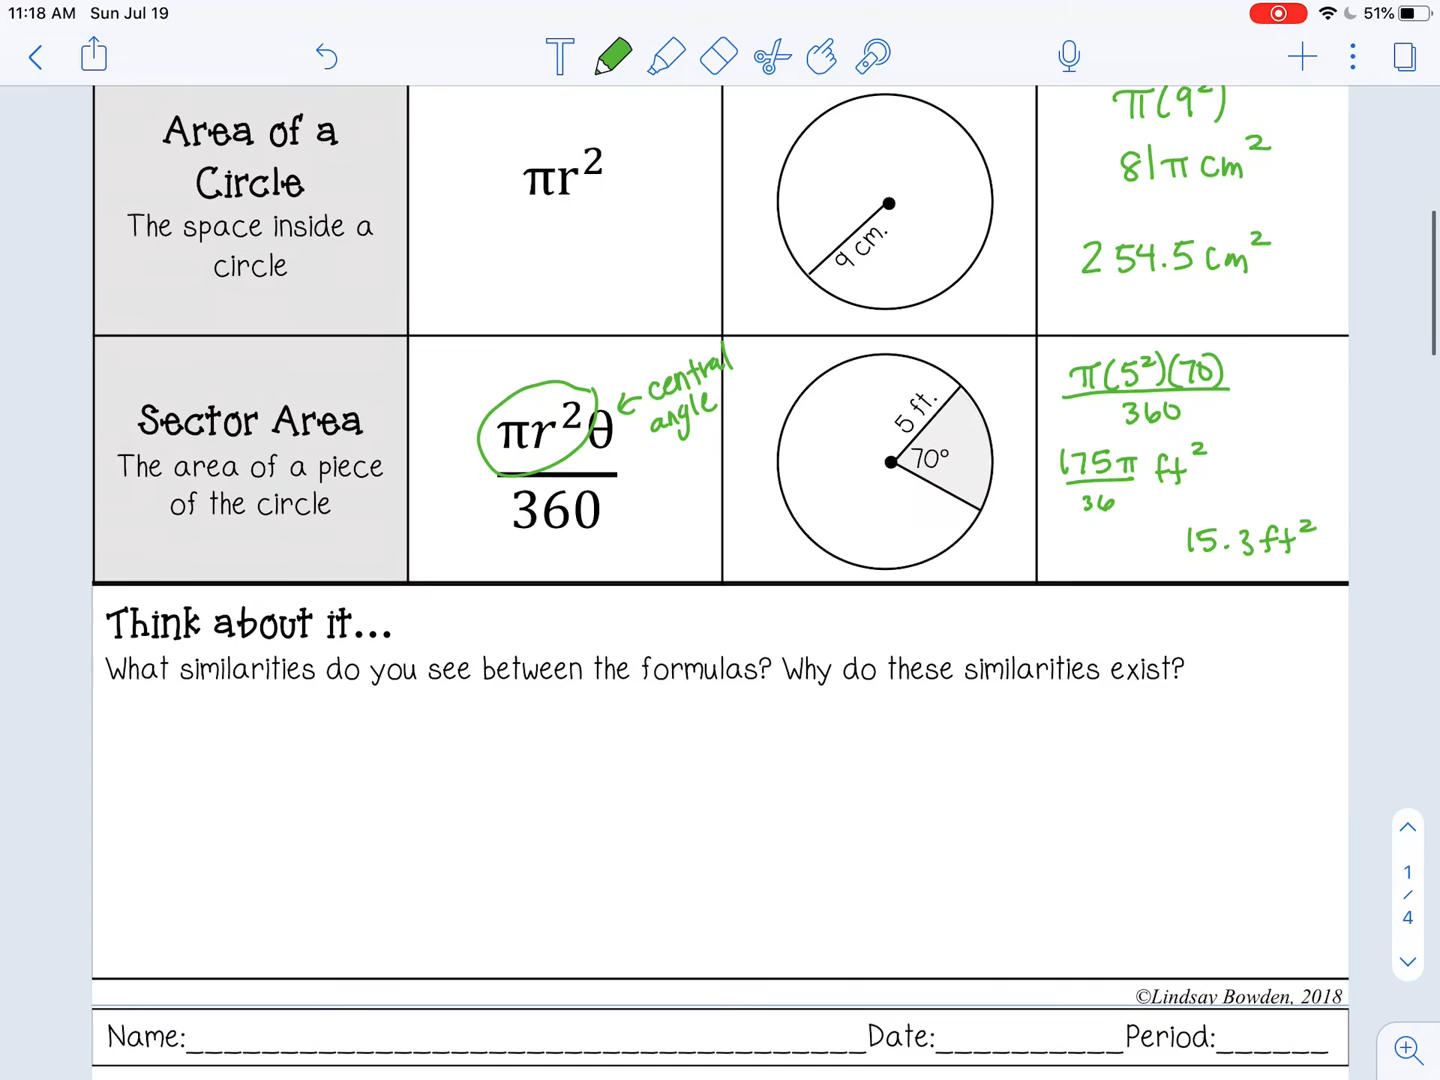 11:18 AM Sun Jul 19
51%
Area of a
Circle
The space inside a
circle
πr²
9 cm.
π(9²)
81π cm²
254.5 cm²
Sector Area
The area of a piece
of the circle
πr²θ
360
← central
angle
5 ft.
70°
π(5²)(70)
360
175π ft²
36
15.3 ft²
Think about it...
What similarities do you see between the formulas? Why do these similarities exist?
©Lindsay Bowden, 2018
Name:___________________________________Date:__________Period:______
1
/
4